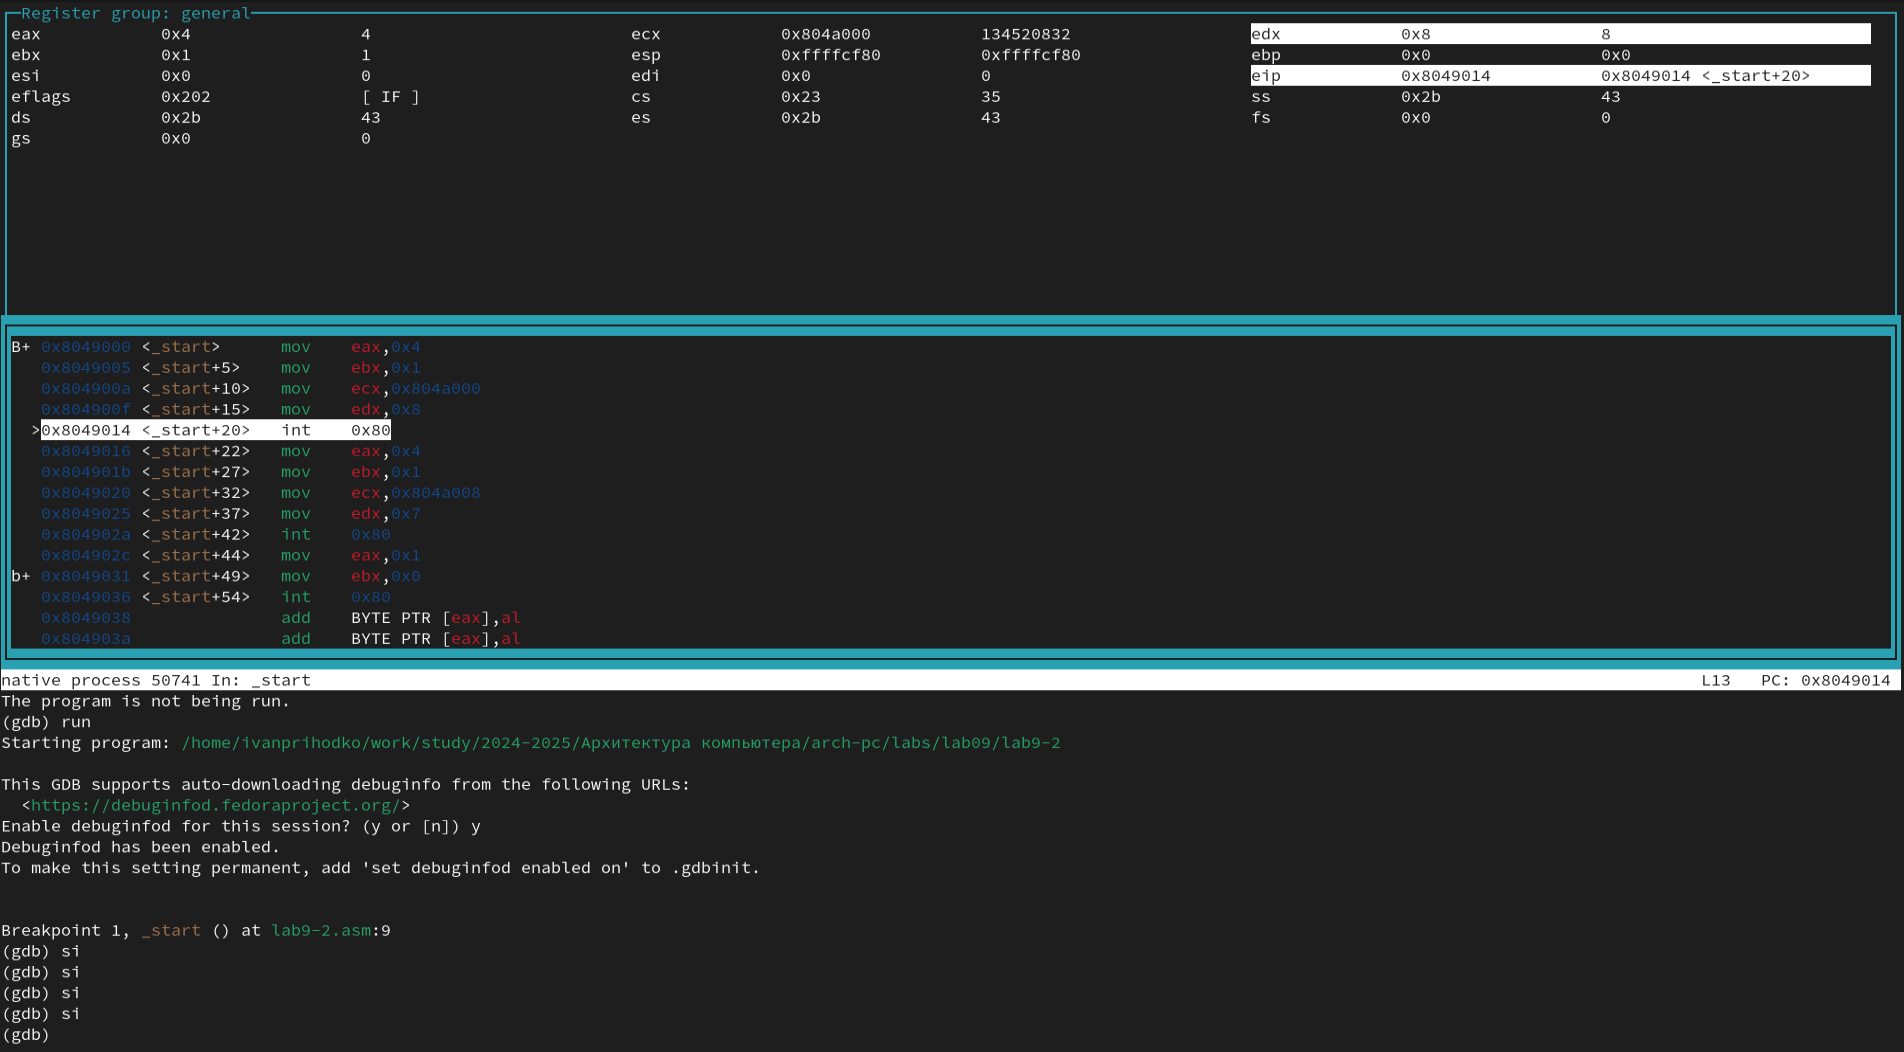 Register group: general
eax 0x4 4 ecx 0x804a000 134520832 edx 0x8 8
ebx 0x1 1 esp 0xffffcf80 0xffffcf80 ebp 0x0 0x0
esi 0x0 0 edi 0x0 0 eip 0x8049014 0x8049014 <_start+20>
eflags 0x202 [ IF ] cs 0x23 35 ss 0x2b 43
ds 0x2b 43 es 0x2b 43 fs 0x0 0
gs 0x0 0
B+ 0x8049000 <_start> mov eax,0x4
0x8049005 <_start+5> mov ebx,0x1
0x804900a <_start+10> mov ecx,0x804a000
0x804900f <_start+15> mov edx,0x8
>0x8049014 <_start+20> int 0x80
0x8049016 <_start+22> mov eax,0x4
0x804901b <_start+27> mov ebx,0x1
0x8049020 <_start+32> mov ecx,0x804a008
0x8049025 <_start+37> mov edx,0x7
0x804902a <_start+42> int 0x80
0x804902c <_start+44> mov eax,0x1
b+ 0x8049031 <_start+49> mov ebx,0x0
0x8049036 <_start+54> int 0x80
0x8049038 add BYTE PTR [eax],al
0x804903a add BYTE PTR [eax],al
native process 50741 In: _start L13 PC: 0x8049014
The program is not being run.
(gdb) run
Starting program: /home/ivanprihodko/work/study/2024-2025/Архитектура компьютера/arch-pc/labs/lab09/lab9-2
This GDB supports auto-downloading debuginfo from the following URLs:
<https://debuginfod.fedoraproject.org/>
Enable debuginfod for this session? (y or [n]) y
Debuginfod has been enabled.
To make this setting permanent, add 'set debuginfod enabled on' to .gdbinit.
Breakpoint 1, _start () at lab9-2.asm:9
(gdb) si
(gdb) si
(gdb) si
(gdb) si
(gdb)